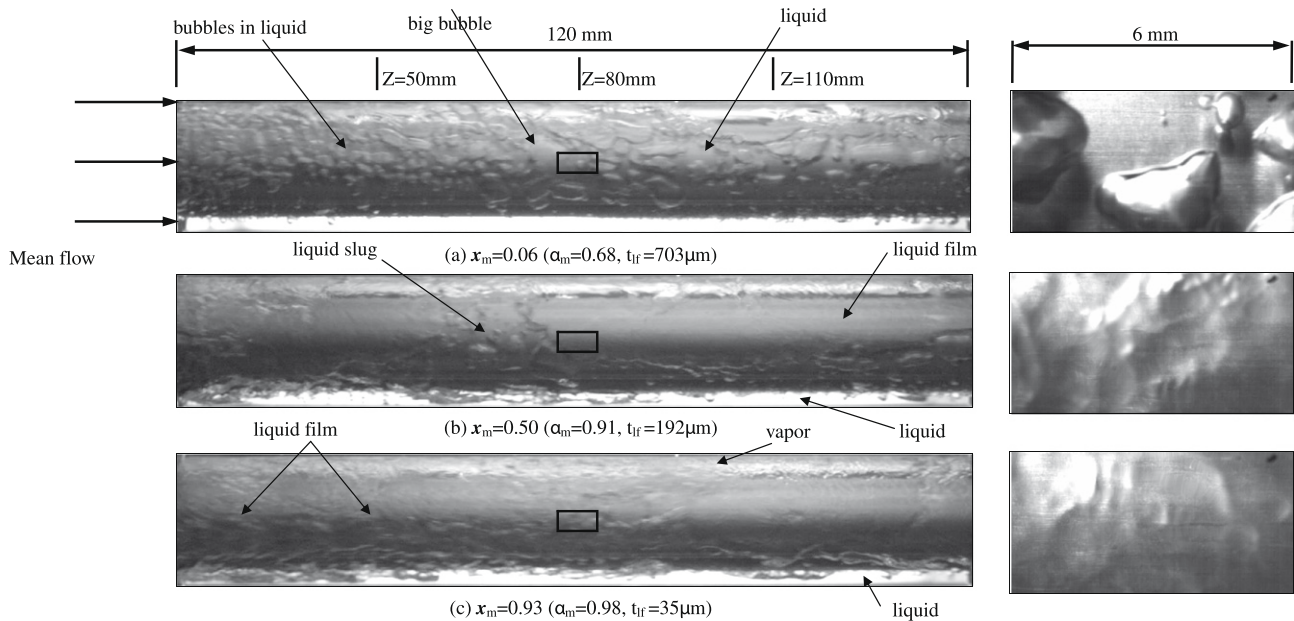 bubbles in liquid
big bubble
liquid
120 mm
6 mm
Z=50mm
Z=80mm
Z=110mm
Mean flow
(a) xm=0.06 (αm=0.68, tlf=703μm)
liquid slug
liquid film
(b) xm=0.50 (αm=0.91, tlf=192μm)
liquid film
vapor
liquid
(c) xm=0.93 (αm=0.98, tlf=35μm)
liquid